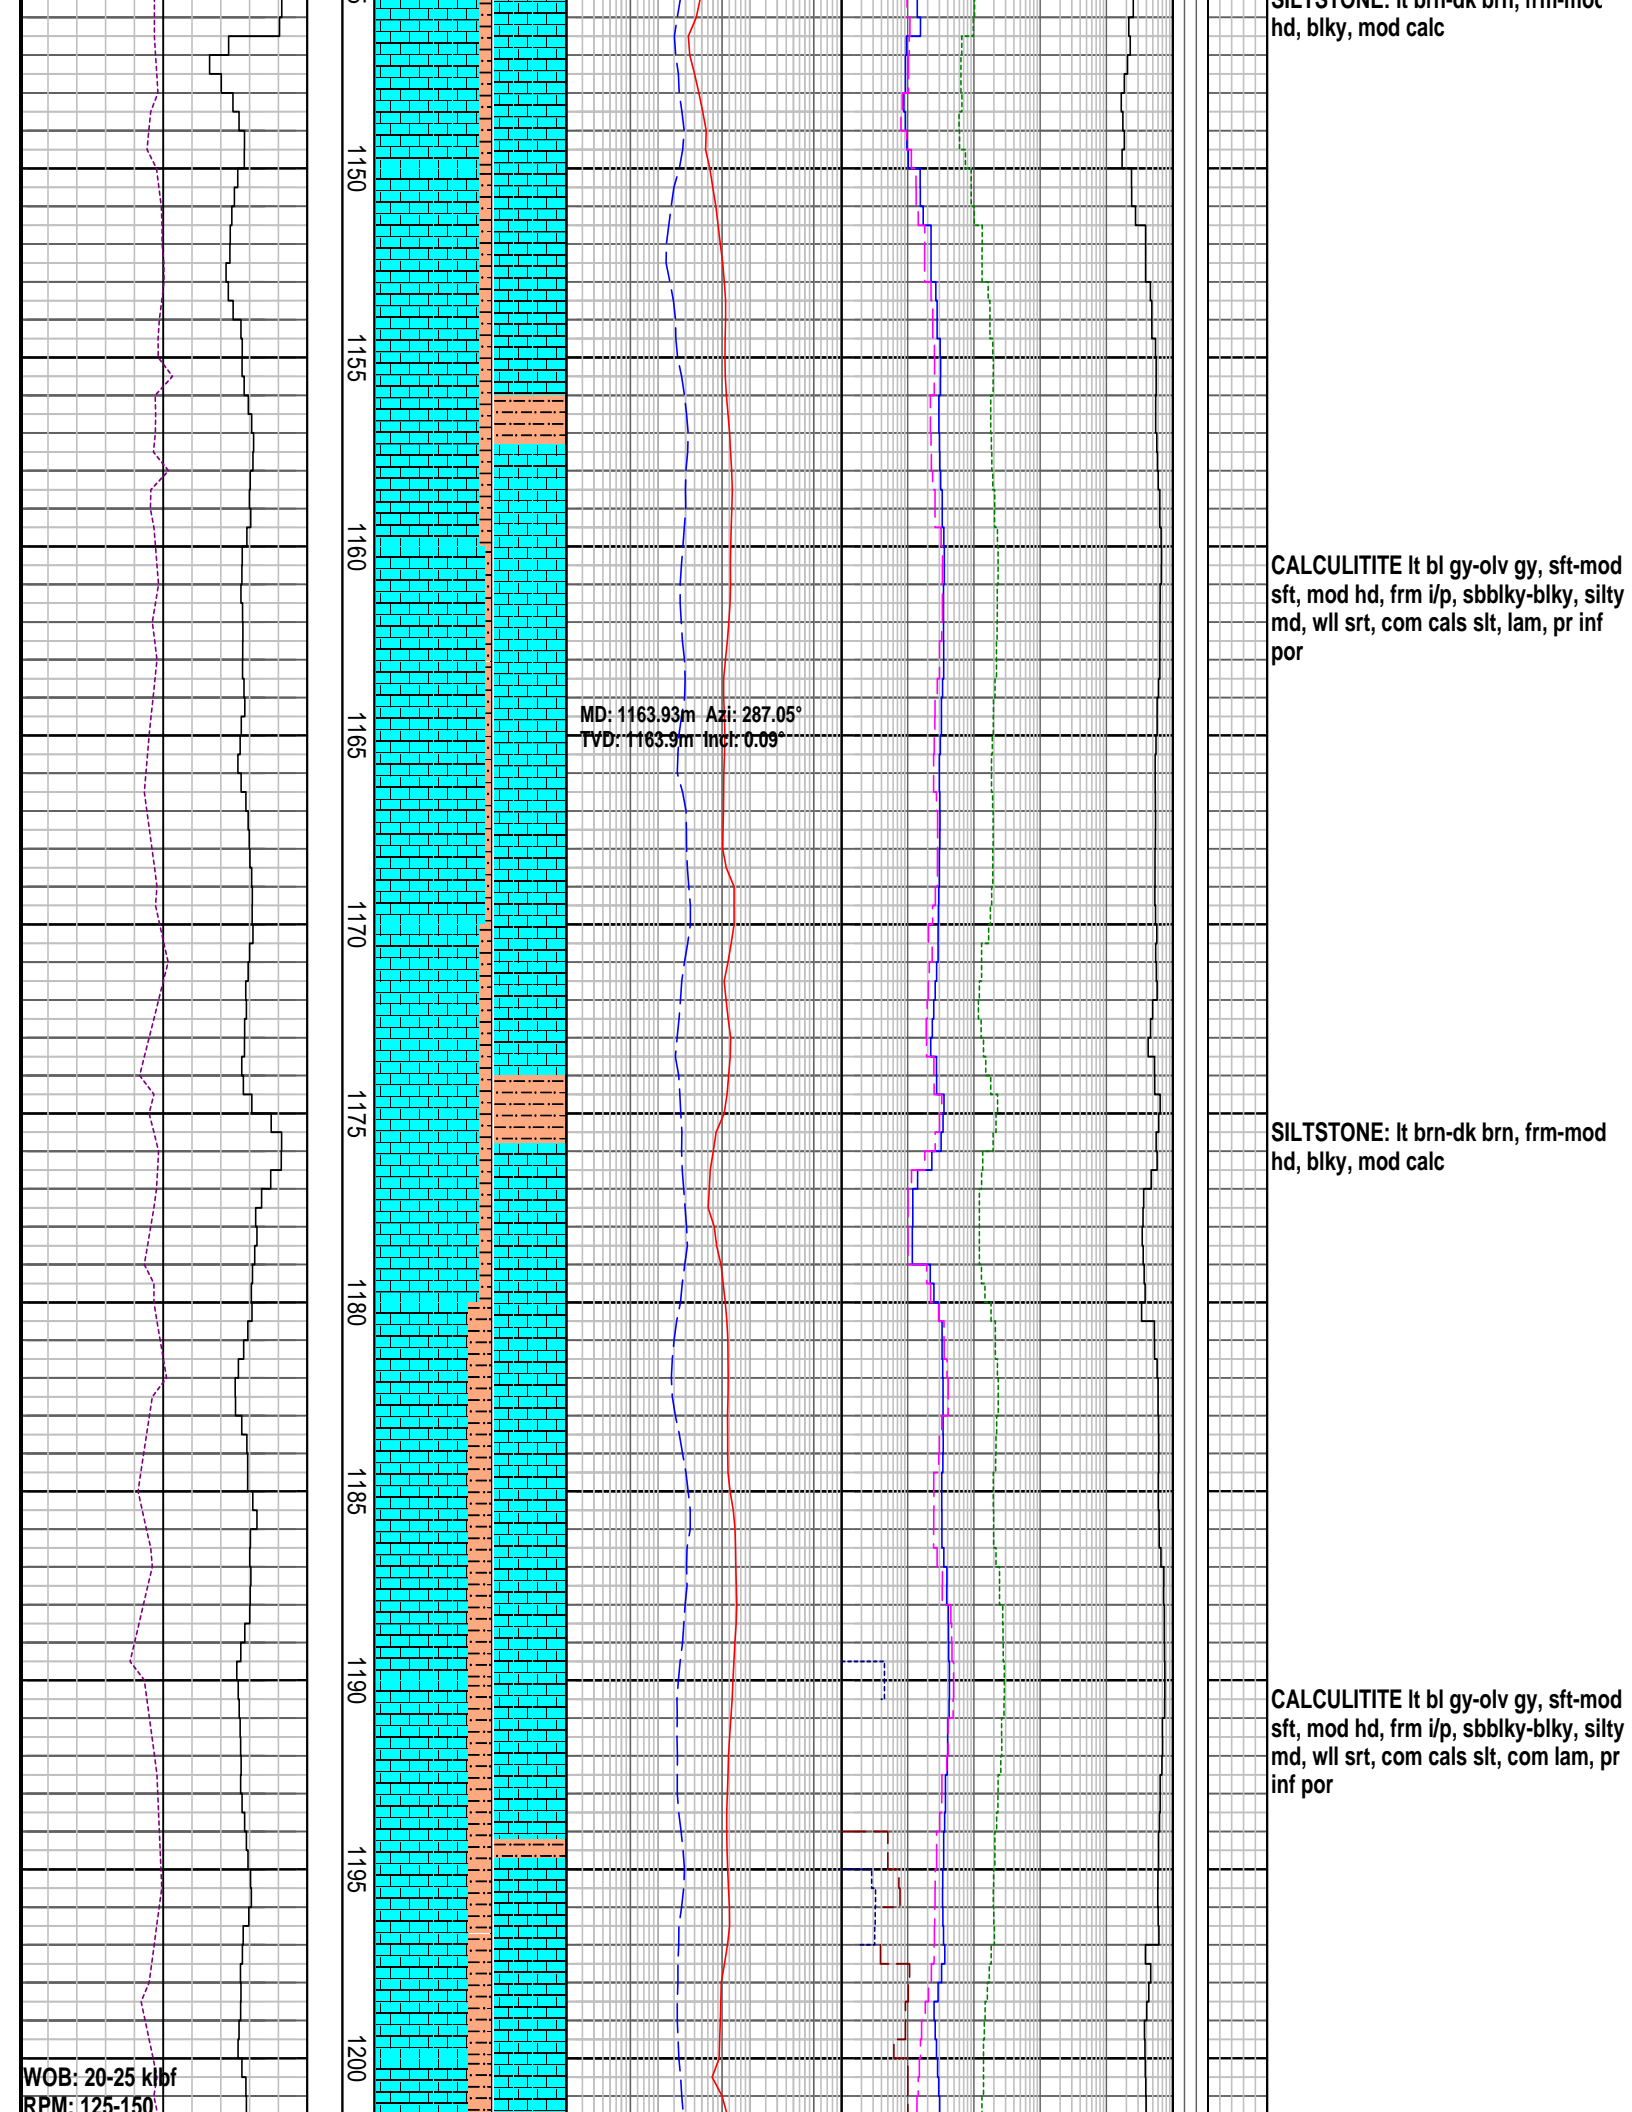 SILTSTONE: lt brn-dk brn, frm-mod
hd, blky, mod calc
1150
1155
1160
CALCULITITE lt bl gy-olv gy, sft-mod
sft, mod hd, frm i/p, sbblky-blky, silty
md, wll srt, com cals slt, lam, pr inf
por
MD: 1163.93m Azi: 287.05°
TVD: 1163.9m Incl: 0.09°
1165
1170
1175
SILTSTONE: lt brn-dk brn, frm-mod
hd, blky, mod calc
1180
1185
1190
CALCULITITE lt bl gy-olv gy, sft-mod
sft, mod hd, frm i/p, sbblky-blky, silty
md, wll srt, com cals slt, com lam, pr
inf por
1195
1200
WOB: 20-25 klbf
RPM: 125-150